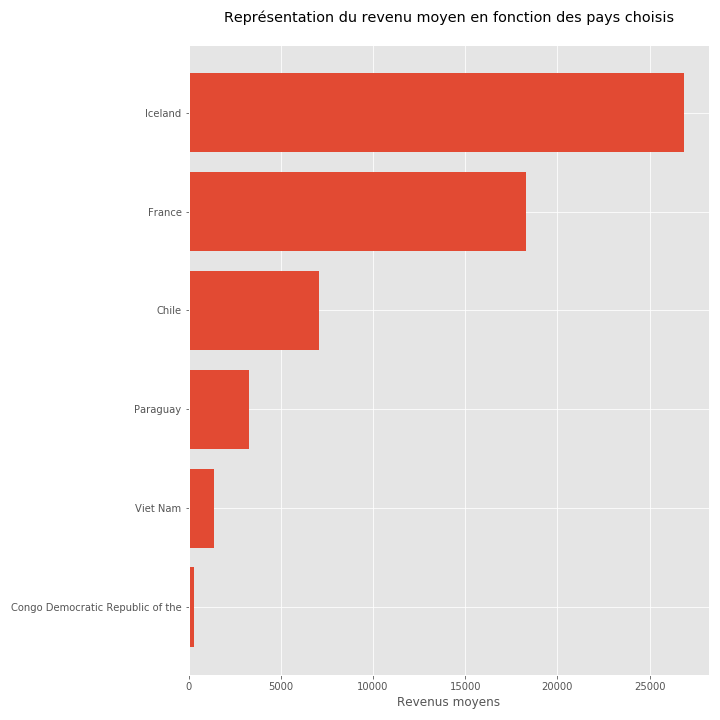 Représentation du revenu moyen en fonction des pays choisis
Iceland
France
Chile
Paraguay
Viet Nam
Congo Democratic Republic of the
0 5000 10000 15000 20000 25000
Revenus moyens